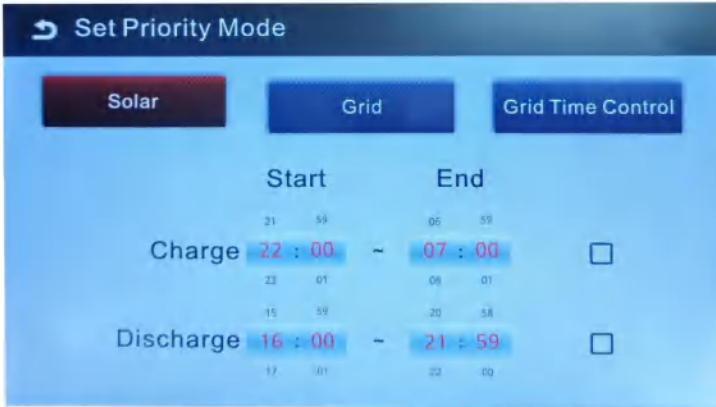 Set Priority Mode
Solar
Grid
Grid Time Control
Start
End
21 59 06 59
Charge 22 : 00 ~ 07 : 00
23 01 08 01
15 59 20 58
Discharge 16 : 00 ~ 21 : 59
17 01 22 00